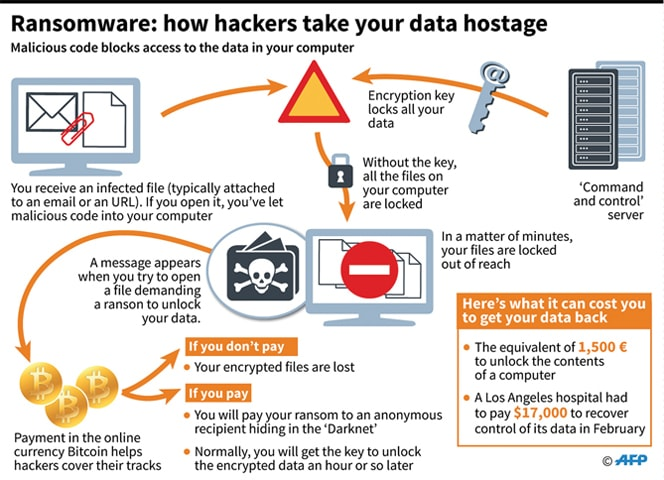 Ransomware: how hackers take your data hostage
Malicious code blocks access to the data in your computer
@
Encryption key
locks all your
data
You receive an infected file (typically attached
to an email or an URL). If you open it, you've let
malicious code into your computer
Without the key,
all the files on
your computer
are locked
'Command
and control'
server
A message appears
when you try to open
a file demanding
a ranson to unlock
your data.
In a matter of minutes,
your files are locked
out of reach
Here's what it can cost you
to get your data back
• The equivalent of 1,500 €
to unlock the contents
of a computer
• A Los Angeles hospital had
to pay $17,000 to recover
control of its data in February
If you don't pay
• Your encrypted files are lost
If you pay
• You will pay your ransom to an anonymous
recipient hiding in the 'Darknet'
• Normally, you will get the key to unlock
the encrypted data an hour or so later
Payment in the online
currency Bitcoin helps
hackers cover their tracks
© AFP